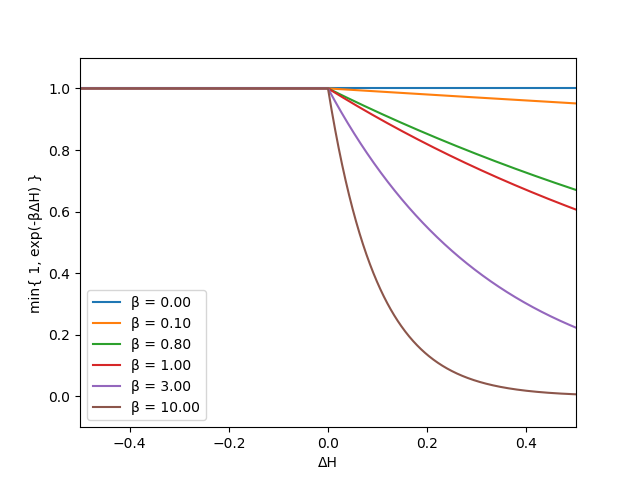 min{ 1, exp(-βΔH) }
1.0
0.8
0.6
0.4
0.2
0.0
β = 0.00
β = 0.10
β = 0.80
β = 1.00
β = 3.00
β = 10.00
−0.4 −0.2 0.0 0.2 0.4
ΔH